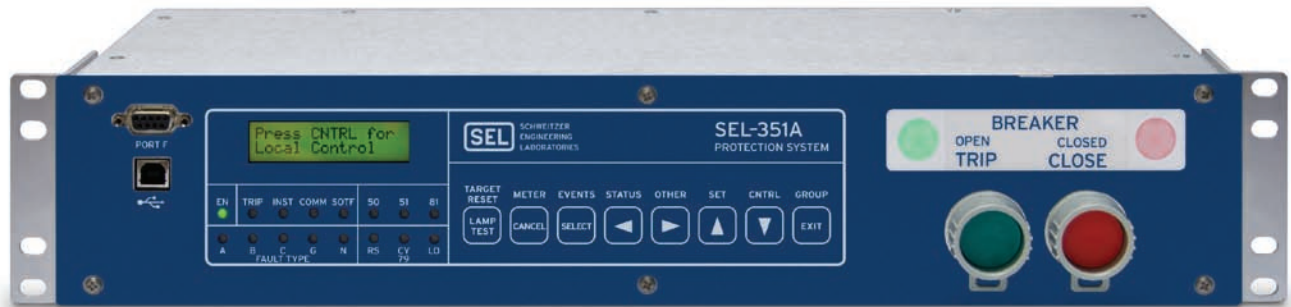 PORT F
Press CNTRL for
Local Control
EN TRIP INST COMM SOTF 50 51 81
A B C G N RS CY LO
FAULT TYPE 79
SEL
SCHWEITZER
ENGINEERING
LABORATORIES
SEL-351A
PROTECTION SYSTEM
TARGET RESET METER EVENTS STATUS OTHER SET CNTRL GROUP
LAMP TEST CANCEL SELECT EXIT
BREAKER
OPEN CLOSED
TRIP CLOSE